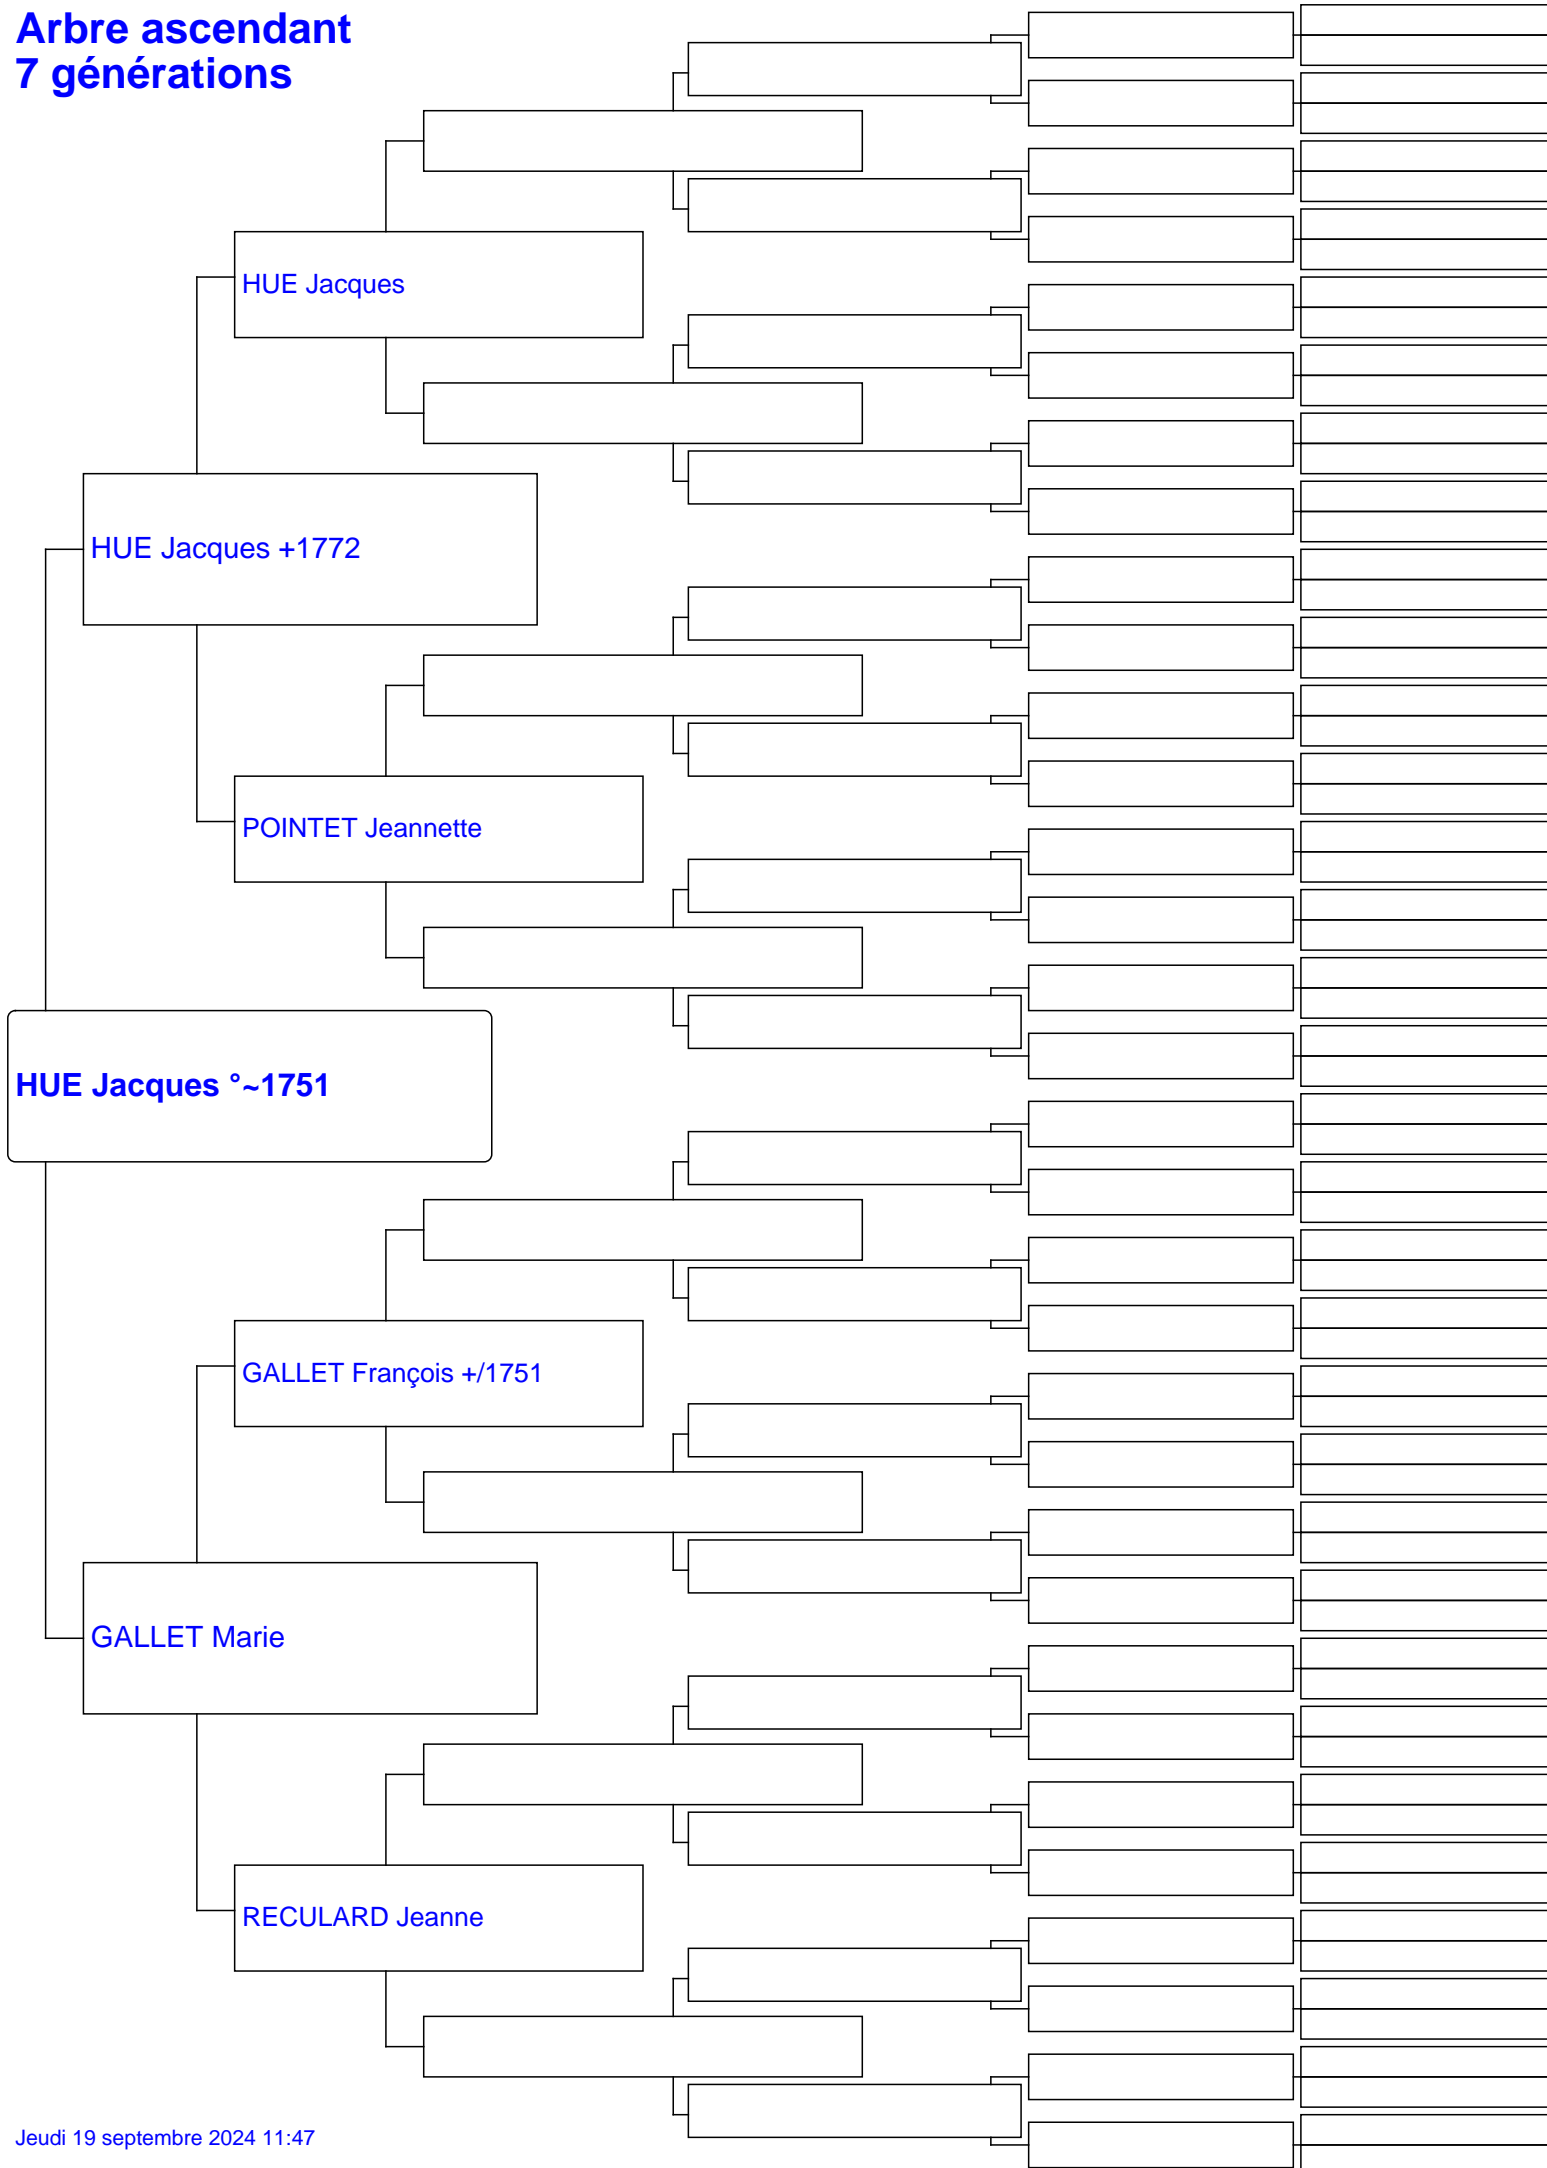 Arbre ascendant
7 générations
HUE Jacques
HUE Jacques +1772
POINTET Jeannette
HUE Jacques °~1751
GALLET François +/1751
GALLET Marie
RECULARD Jeanne
Jeudi 19 septembre 2024 11:47